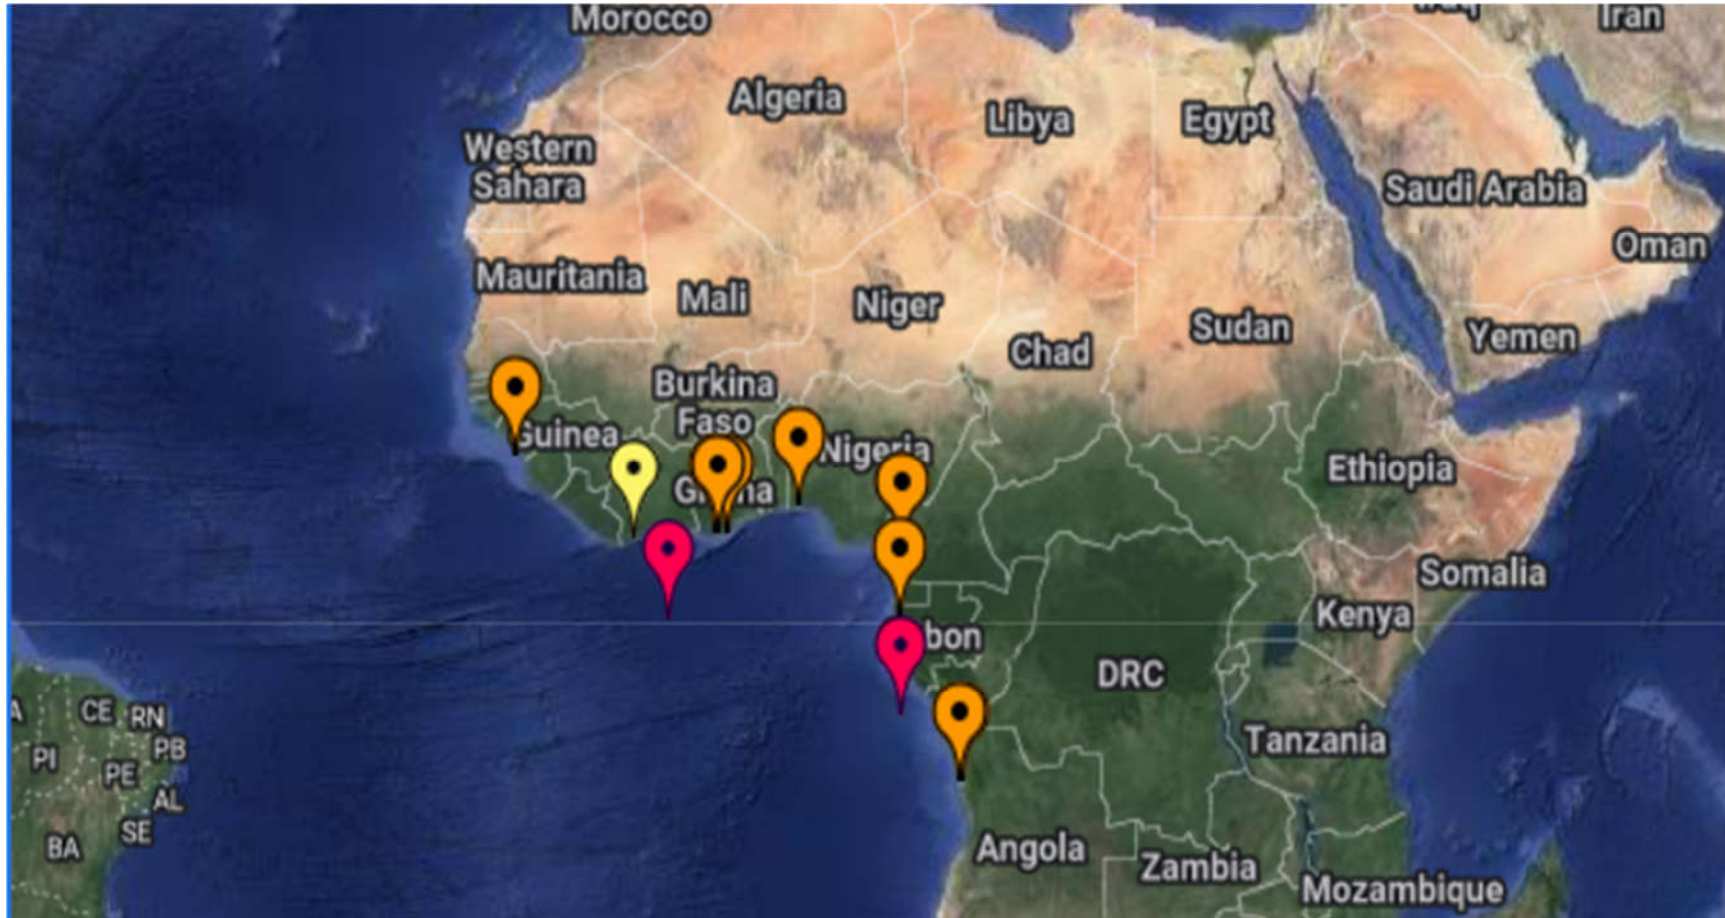 Morocco
Iran
Algeria
Libya
Egypt
Western
Sahara
Saudi Arabia
Oman
Mauritania
Mali
Niger
Sudan
Yemen
Chad
Burkina
Faso
Guinea
Nigeria
Ethiopia
Somalia
Kenya
bon
DRC
CE
RN
PI
PB
PE
AL
SE
BA
Tanzania
Angola
Zambia
Mozambique